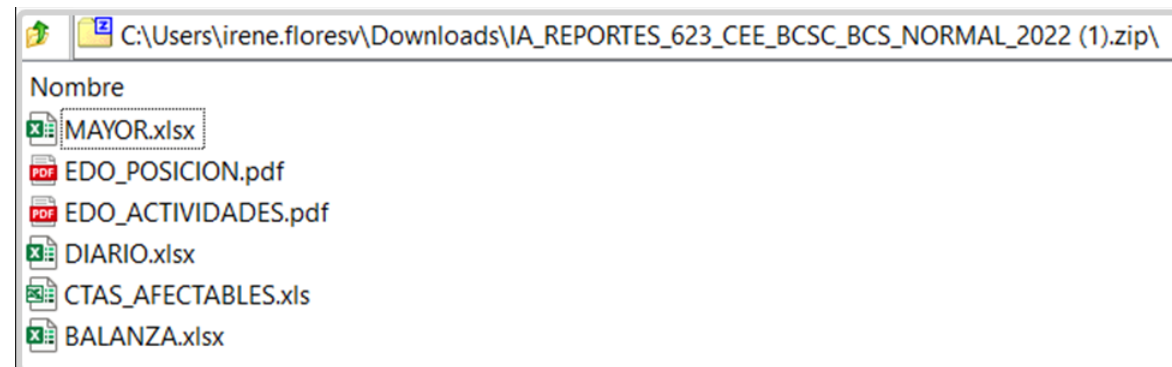 C:\Users\irene.floresv\Downloads\IA_REPORTES_623_CEE_BCSC_BCS_NORMAL_2022 (1).zip\
Nombre
MAYOR.xlsx
EDO_POSICION.pdf
EDO_ACTIVIDADES.pdf
DIARIO.xlsx
CTAS_AFECTABLES.xls
BALANZA.xlsx